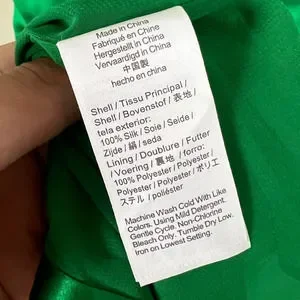 Made in China
Fabriqué en Chine
Hergestellt in China
Vervaardigd in China
中国製
hecho en china
Shell / Tissu Principal /
Shell / Bovenstof / 表地 /
tela exterior:
100% Silk / Soie / Seide /
Zijde / 絹 / seda
Lining / Doublure / Futter
/ Voering / 裏地 / forro:
100% Polyester / Polyester /
Polyester / Polyester / ポリエ
ステル / poliéster
Machine Wash Cold With Like
Colors, Using Mild Detergent.
Gentle Cycle. Non-Chlorine
Bleach Only. Tumble Dry Low.
Iron on Lowest Setting.